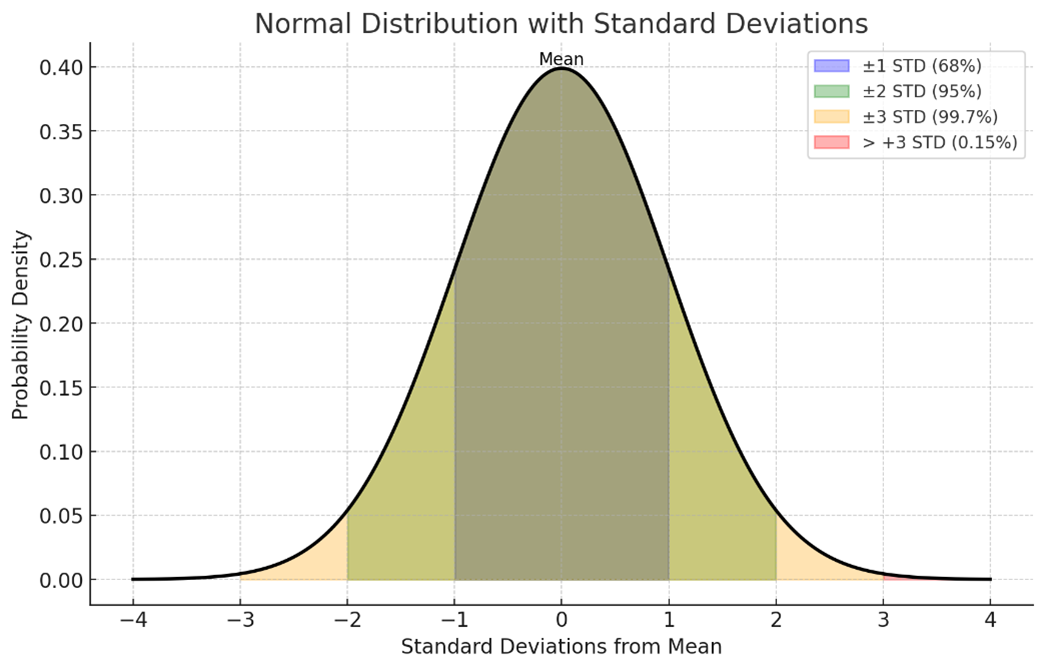 Normal Distribution with Standard Deviations
Mean
±1 STD (68%)
±2 STD (95%)
±3 STD (99.7%)
> +3 STD (0.15%)
Probability Density
0.40
0.35
0.30
0.25
0.20
0.15
0.10
0.05
0.00
−4 −3 −2 −1 0 1 2 3 4
Standard Deviations from Mean